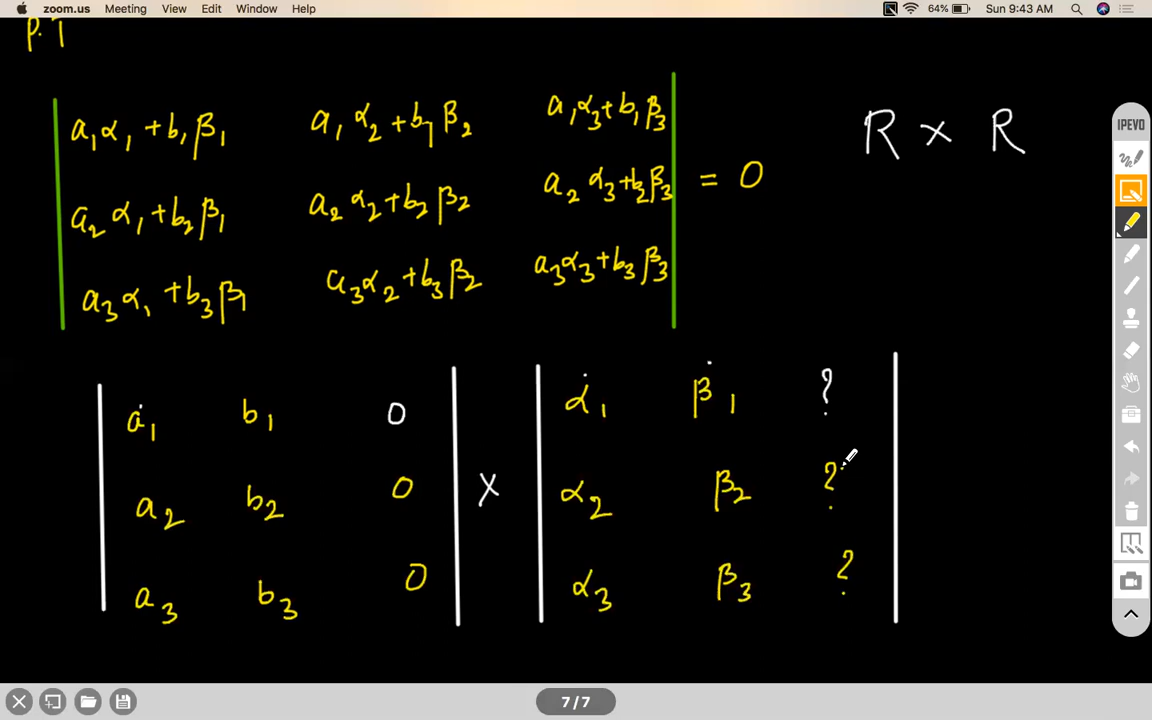 zoom.us Meeting View Edit Window Help 64% Sun 9:43 AM
P.T
a₁α₁ + b₁β₁ a₁α₂ + b₁β₂ a₁α₃ + b₁β₃
R × R
a₂α₁ + b₂β₁ a₂α₂ + b₂β₂ a₂α₃ + b₂β₃ = 0
a₃α₁ + b₃β₁ a₃α₂ + b₃β₂ a₃α₃ + b₃β₃
a₁ b₁ 0 α₁ β₁ ?
a₂ b₂ 0 × α₂ β₂ ?
a₃ b₃ 0 α₃ β₃ ?
IPEVO
7 / 7